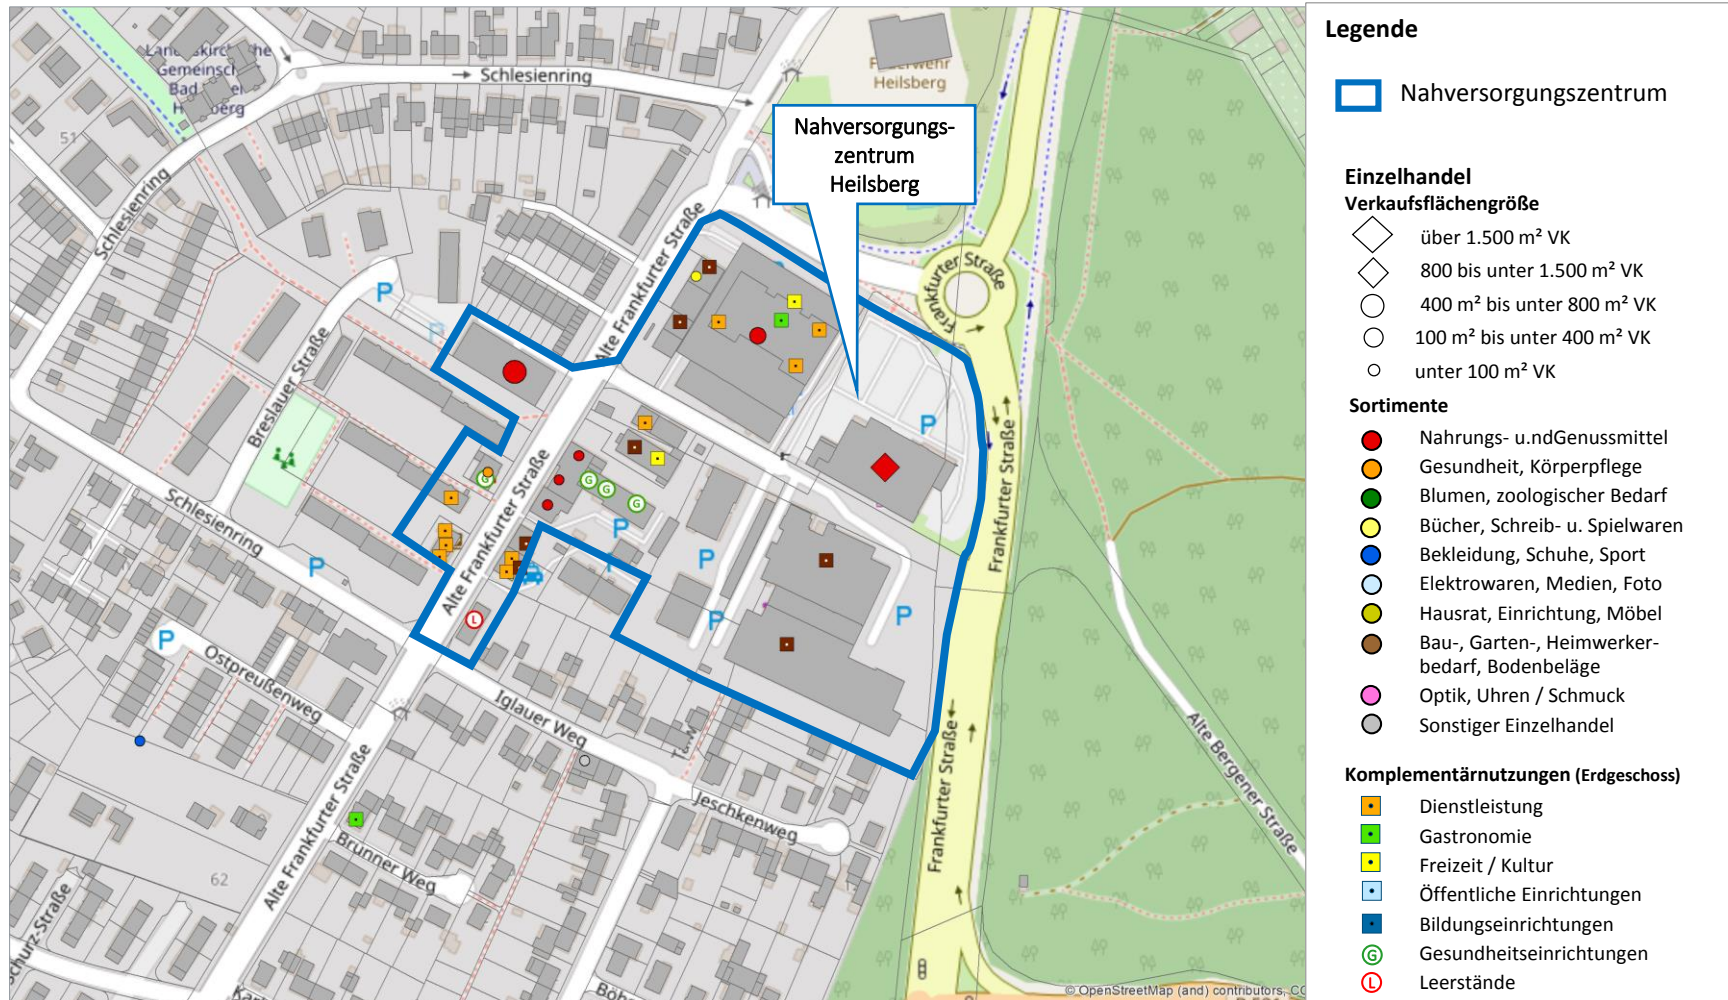 Schlesienring
Feuerwehr
Heilsberg
51
Schlesienring
Nahversorgungs-
zentrum
Heilsberg
Alte Frankfurter Straße
Frankfurter Straße
Breslauer Straße
P
P
P
Alte Frankfurter Straße
Schlesienring
G
G
G
G
P
P
P
P
P
P
Frankfurter Straße
L
Ostpreußenweg
Iglauer Weg
Alte Frankfurter Straße
Jeschkenweg
Brunner Weg
62
Frankfurter Straße
Alte Bergener Straße
© OpenStreetMap (and) contributors, CC
Legende
Nahversorgungszentrum
Einzelhandel
Verkaufsflächengröße
über 1.500 m² VK
800 bis unter 1.500 m² VK
400 m² bis unter 800 m² VK
100 m² bis unter 400 m² VK
unter 100 m² VK
Sortimente
Nahrungs- u.ndGenussmittel
Gesundheit, Körperpflege
Blumen, zoologischer Bedarf
Bücher, Schreib- u. Spielwaren
Bekleidung, Schuhe, Sport
Elektrowaren, Medien, Foto
Hausrat, Einrichtung, Möbel
Bau-, Garten-, Heimwerker-
bedarf, Bodenbeläge
Optik, Uhren / Schmuck
Sonstiger Einzelhandel
Komplementärnutzungen (Erdgeschoss)
Dienstleistung
Gastronomie
Freizeit / Kultur
Öffentliche Einrichtungen
Bildungseinrichtungen
G Gesundheitseinrichtungen
L Leerstände